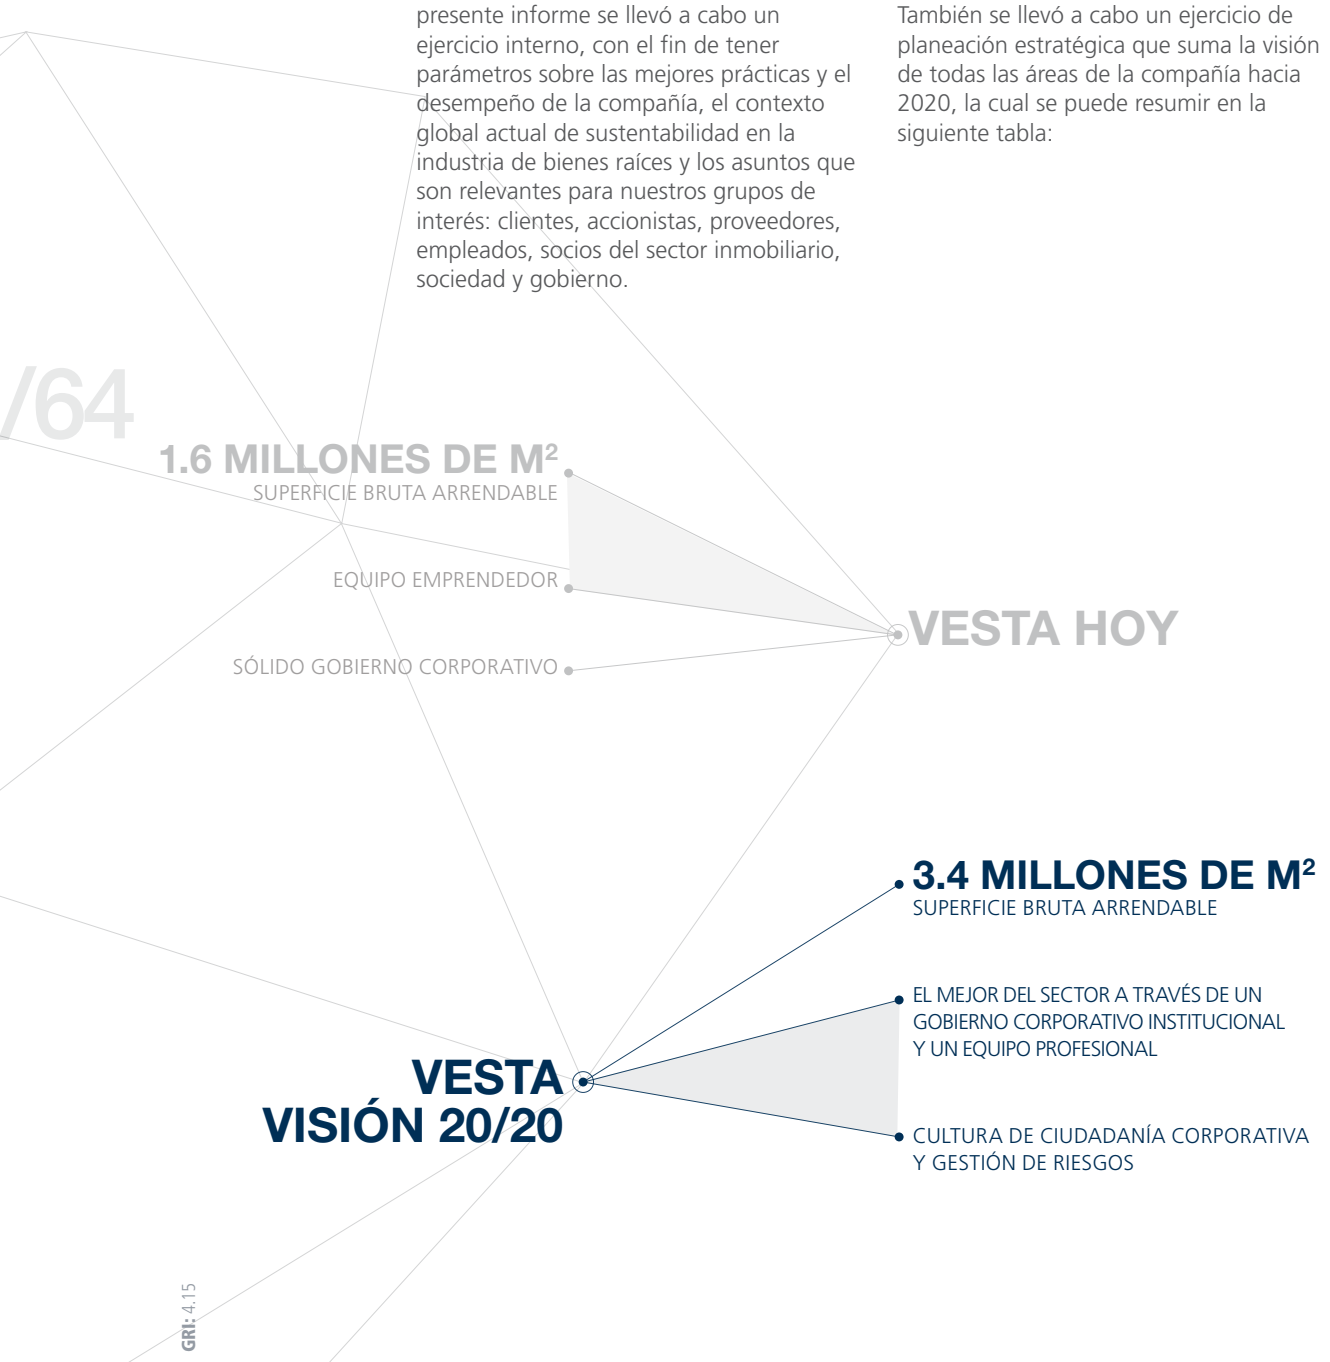 presente informe se llevó a cabo un
ejercicio interno, con el fin de tener
parámetros sobre las mejores prácticas y el
desempeño de la compañía, el contexto
global actual de sustentabilidad en la
industria de bienes raíces y los asuntos que
son relevantes para nuestros grupos de
interés: clientes, accionistas, proveedores,
empleados, socios del sector inmobiliario,
sociedad y gobierno.
También se llevó a cabo un ejercicio de
planeación estratégica que suma la visión
de todas las áreas de la compañía hacia
2020, la cual se puede resumir en la
siguiente tabla:
/64
1.6 MILLONES DE M²
SUPERFICIE BRUTA ARRENDABLE
EQUIPO EMPRENDEDOR
SÓLIDO GOBIERNO CORPORATIVO
VESTA HOY
3.4 MILLONES DE M²
SUPERFICIE BRUTA ARRENDABLE
EL MEJOR DEL SECTOR A TRAVÉS DE UN
GOBIERNO CORPORATIVO INSTITUCIONAL
Y UN EQUIPO PROFESIONAL
VESTA
VISIÓN 20/20
CULTURA DE CIUDADANÍA CORPORATIVA
Y GESTIÓN DE RIESGOS
GRI: 4.15